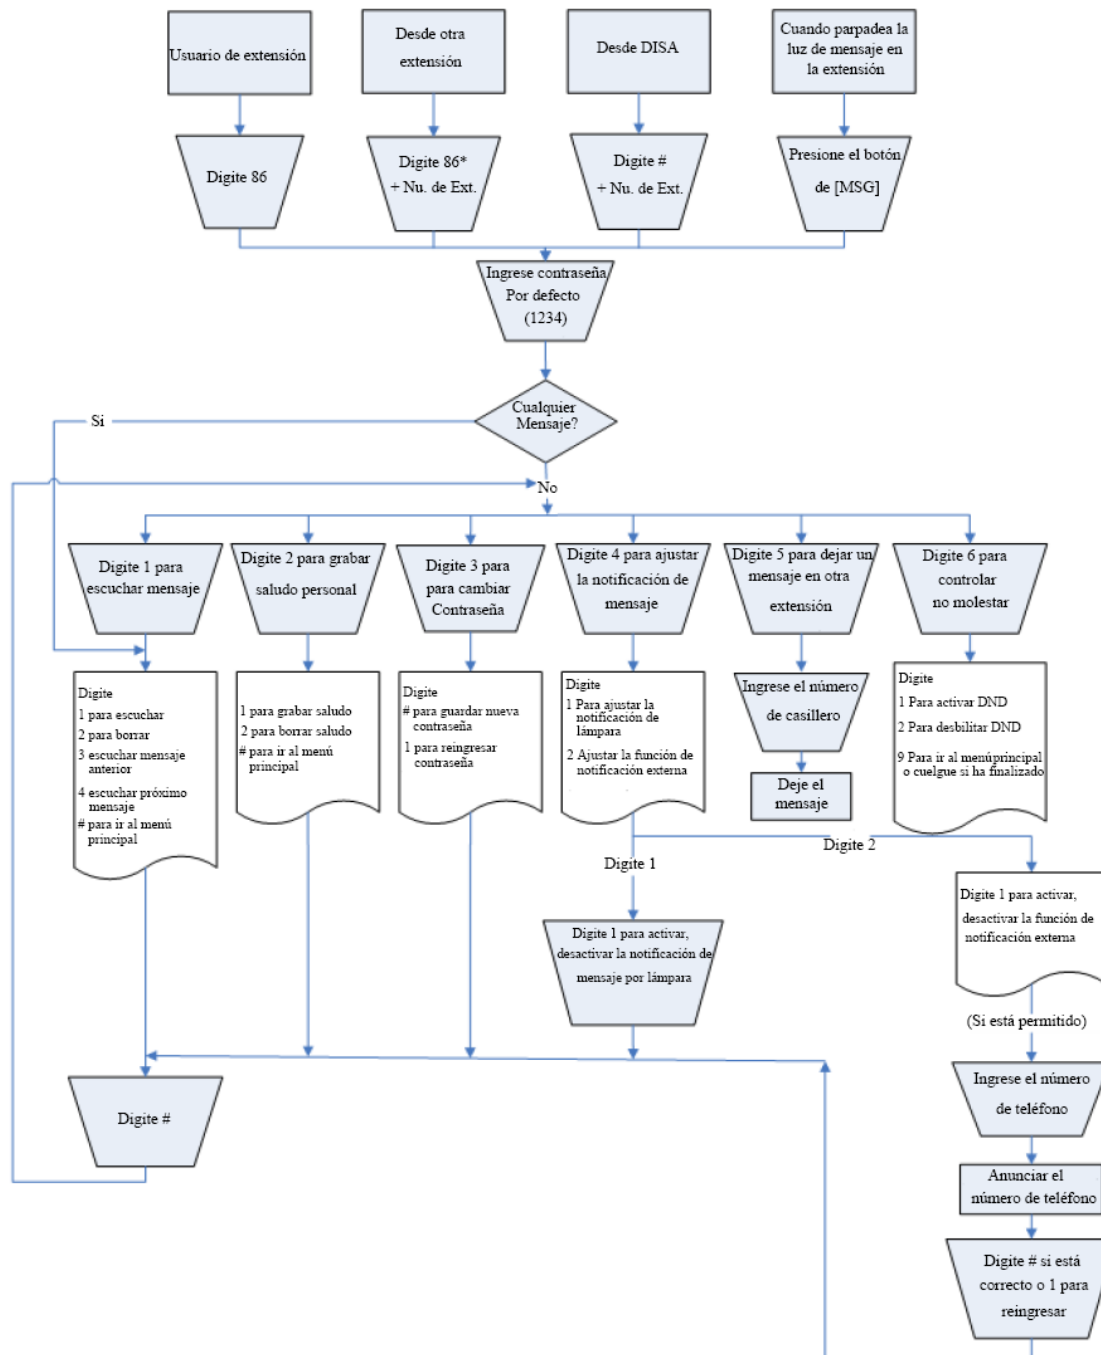 Usuario de extensión
Desde otra
extensión
Desde DISA
Cuando parpadea la
luz de mensaje en
la extensión
Digite 86
Digite 86*
+ Nu. de Ext.
Digite #
+ Nu. de Ext.
Presione el botón
de [MSG]
Ingrese contraseña
Por defecto
(1234)
Cualquier
Mensaje?
Si
No
Digite 1 para
escuchar mensaje
Digite 2 para grabar
saludo personal
Digite 3 para
para cambiar
Contraseña
Digite 4 para ajustar
la notificación de
mensaje
Digite 5 para dejar un
mensaje en otra
extensión
Digite 6 para
controlar
no molestar
Digite
1 para escuchar
2 para borrar
3 escuchar mensaje
anterior
4 escuchar próximo
mensaje
# para ir al menú
principal
1 para grabar saludo
2 para borrar saludo
# para ir al menú
principal
Digite
# para guardar nueva
contraseña
1 para reingresar
contraseña
Digite
1 Para ajustar la
notificación de
lámpara
2 Ajustar la función de
notificación externa
Ingrese el número
de casillero
Deje el
mensaje
Digite
1 Para activar DND
2 Para desbilitar DND
9 Para ir al menúprincipal
o cuelgue si ha finalizado
Digite 1
Digite 2
Digite 1 para activar,
desactivar la notificación de
mensaje por lámpara
Digite 1 para activar,
desactivar la función de
notificación externa
(Si está permitido)
Ingrese el número
de teléfono
Anunciar el
número de teléfono
Digite # si está
correcto o 1 para
reingresar
Digite #